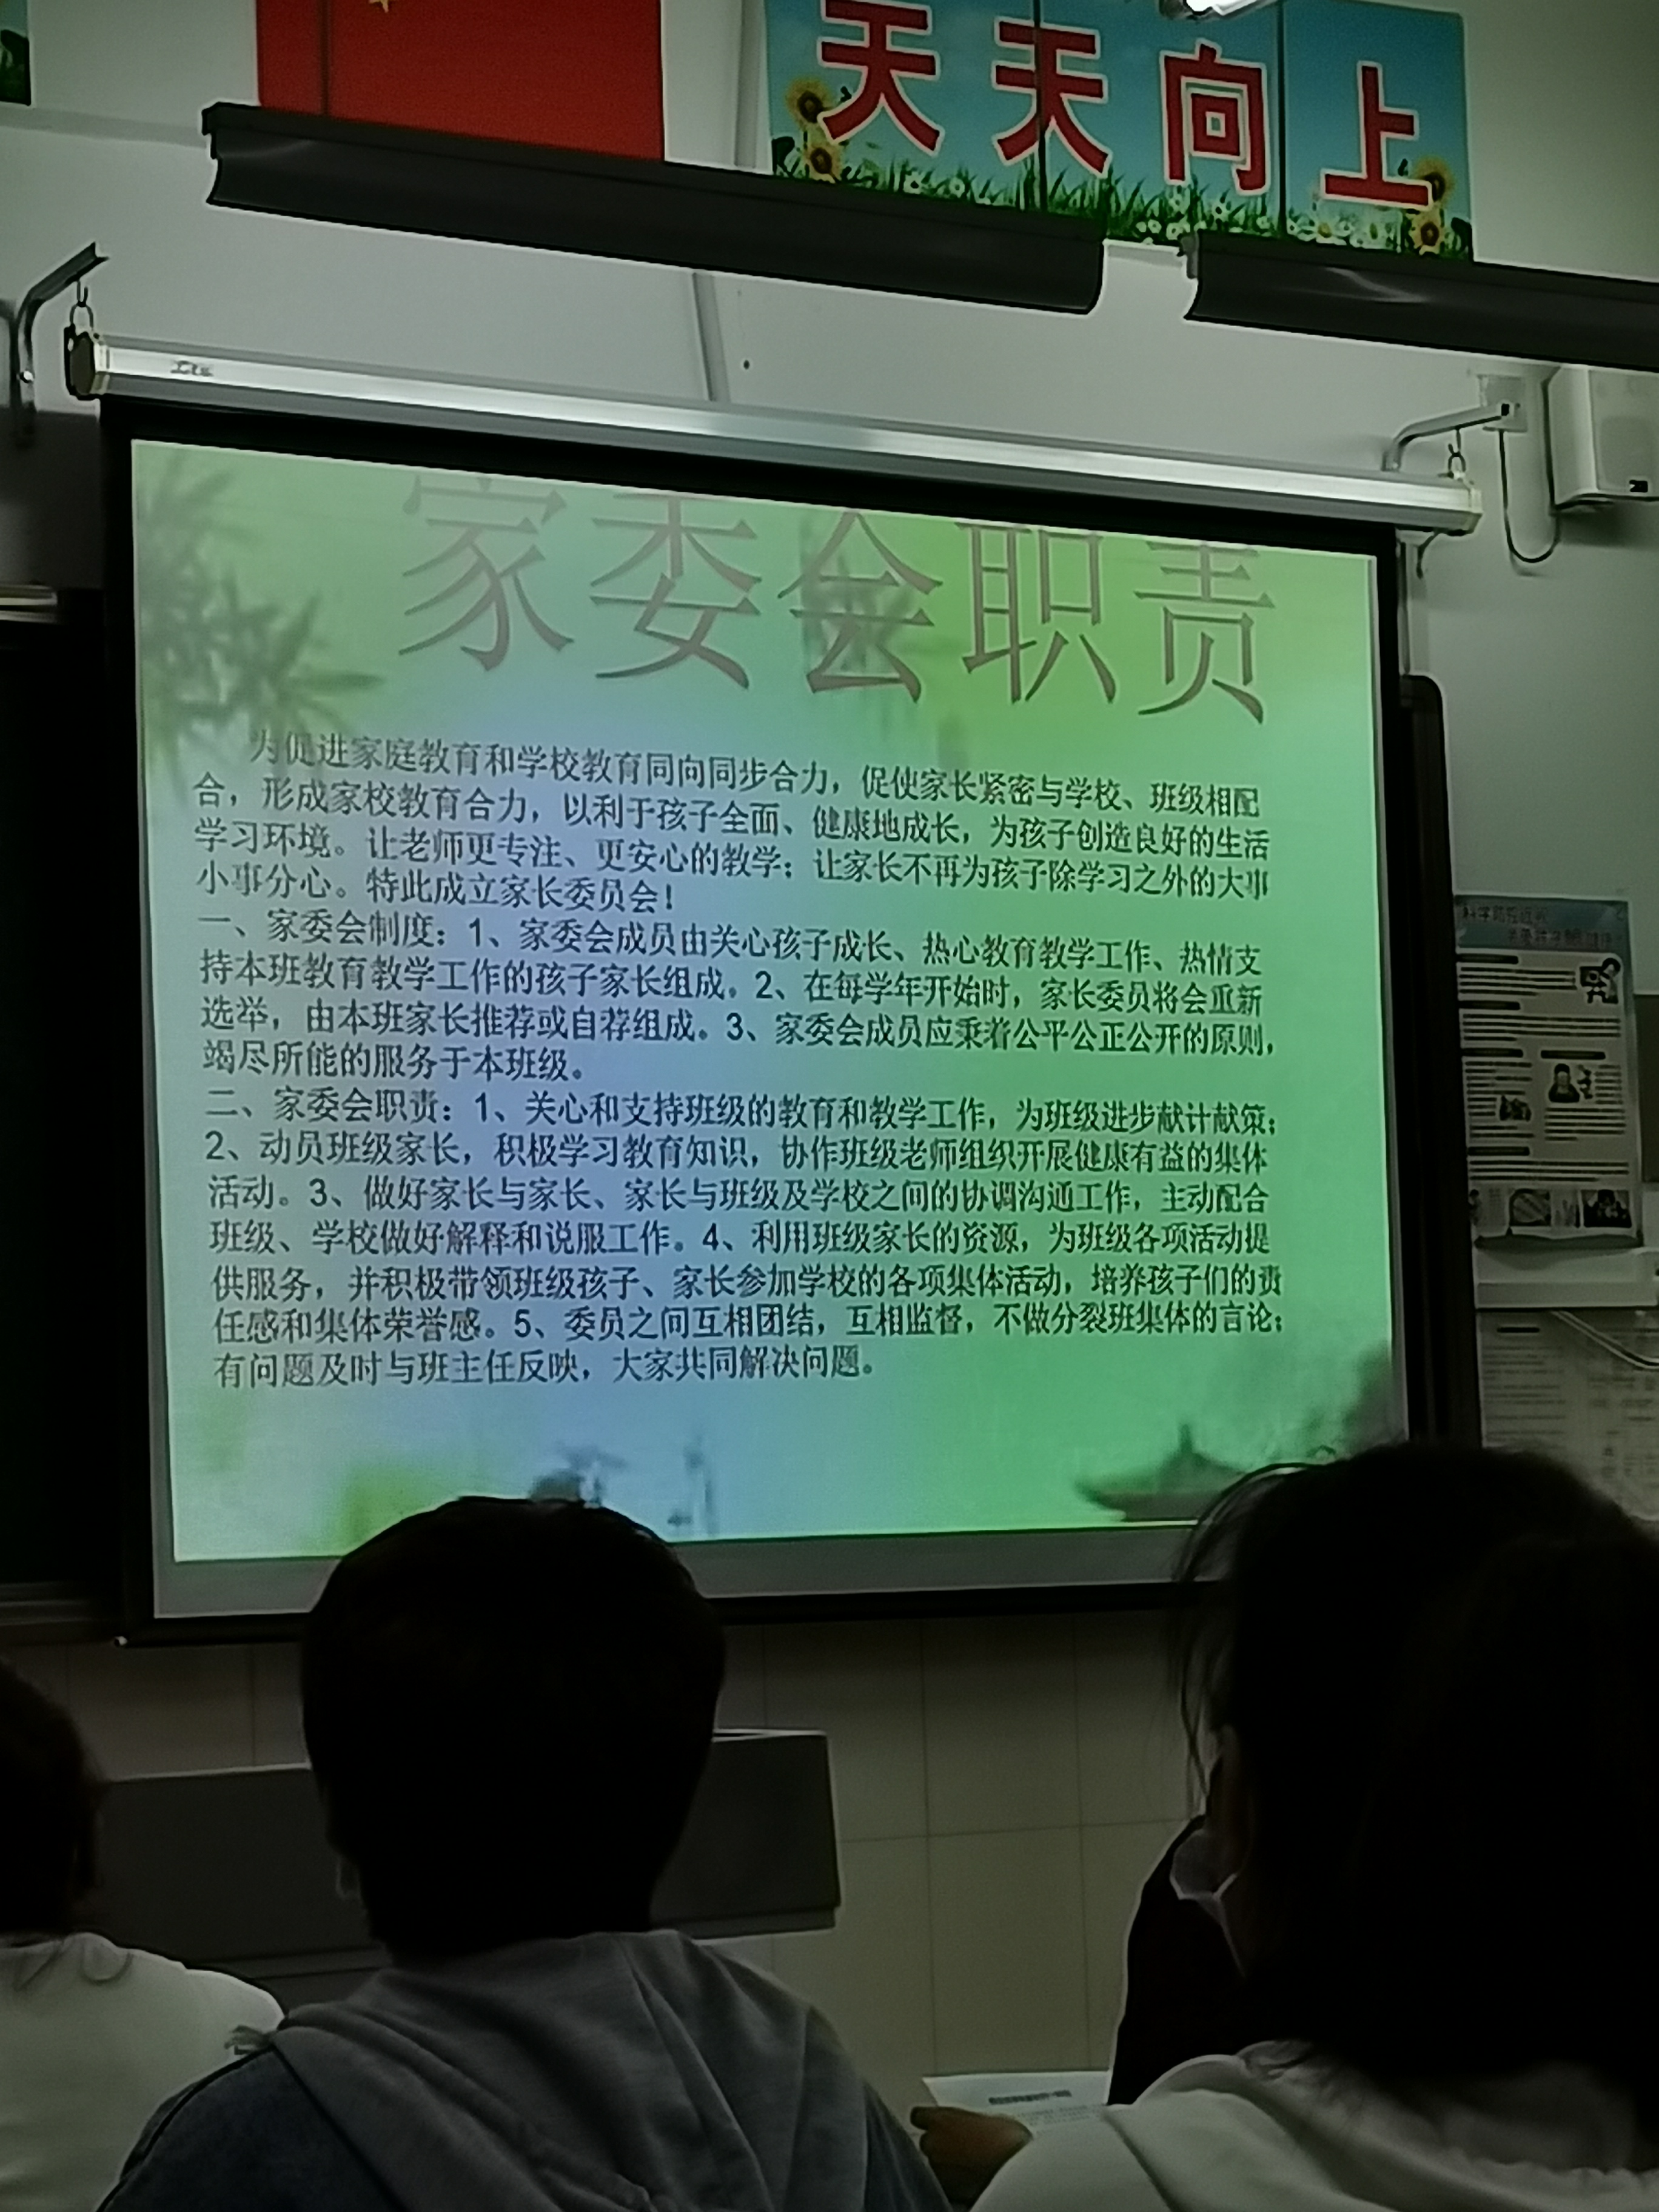 天天向上
家委会职责
为促进家庭教育和学校教育同向同步合力，促使家长紧密与学校、班级相配
合，形成家校教育合力，以利于孩子全面、健康地成长，为孩子创造良好的生活
学习环境。让老师更专注、更安心的教学；让家长不再为孩子除学习之外的大事
小事分心。特此成立家长委员会！
一、家委会制度：1、家委会成员由关心孩子成长、热心教育教学工作、热情支
持本班教育教学工作的孩子家长组成。2、在每学年开始时，家长委员将会重新
选举，由本班家长推荐或自荐组成。3、家委会成员应秉着公平公正公开的原则，
竭尽所能的服务于本班级。
二、家委会职责：1、关心和支持班级的教育和教学工作，为班级进步献计献策；
2、动员班级家长，积极学习教育知识，协作班级老师组织开展健康有益的集体
活动。3、做好家长与家长、家长与班级及学校之间的协调沟通工作，主动配合
班级、学校做好解释和说服工作。4、利用班级家长的资源，为班级各项活动提
供服务，并积极带领班级孩子、家长参加学校的各项集体活动，培养孩子们的责
任感和集体荣誉感。5、委员之间互相团结，互相监督，不做分裂班集体的言论；
有问题及时与班主任反映，大家共同解决问题。